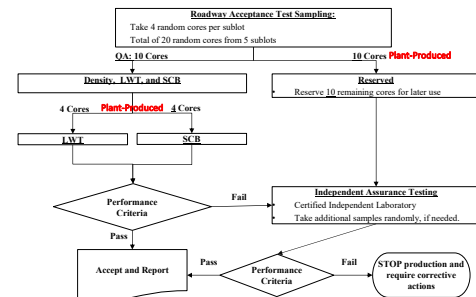 Roadway Acceptance Test Sampling:
Take 4 random cores per sublot
Total of 20 random cores from 5 sublots
QA: 10 Cores
10 Cores Plant-Produced
Density, LWT, and SCB
Reserved
• Reserve 10 remaining cores for later use
4 Cores Plant-Produced 4 Cores
LWT
SCB
Performance
Criteria
Fail
Independent Assurance Testing
• Certified Independent Laboratory
• Take additional samples randomly, if needed.
Pass
Accept and Report
Pass
Performance
Criteria
Fail
STOP production and
require corrective
actions